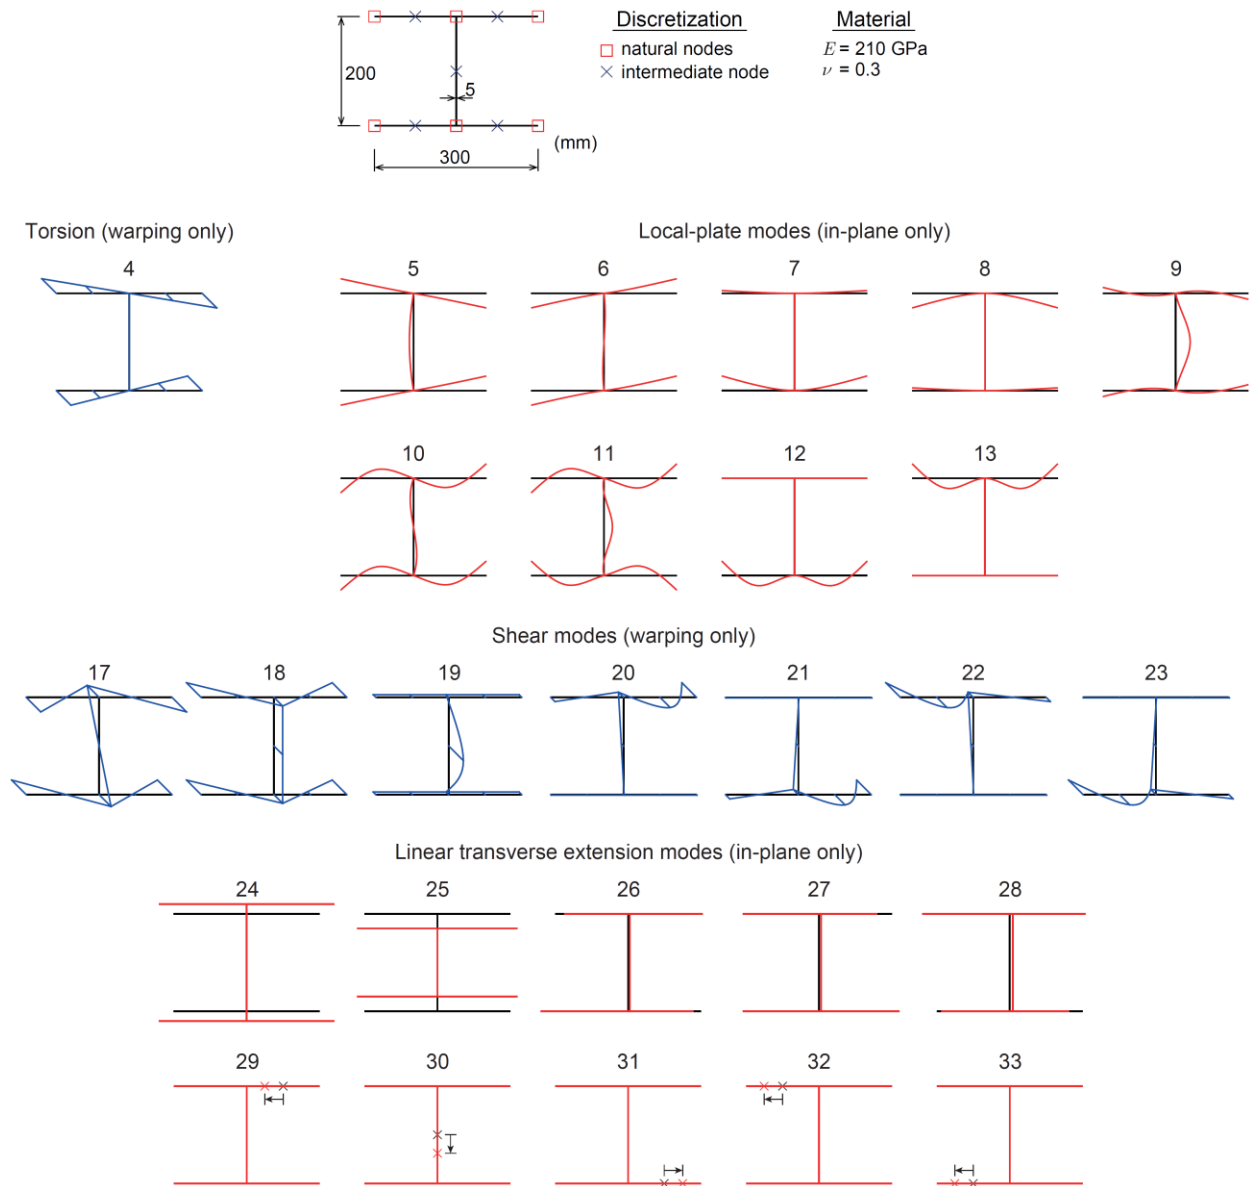 Discretization
Material
natural nodes
E = 210 GPa
intermediate node
ν = 0.3
200
5
(mm)
300
Torsion (warping only)
Local-plate modes (in-plane only)
4
5
6
7
8
9
10
11
12
13
Shear modes (warping only)
17
18
19
20
21
22
23
Linear transverse extension modes (in-plane only)
24
25
26
27
28
29
30
31
32
33